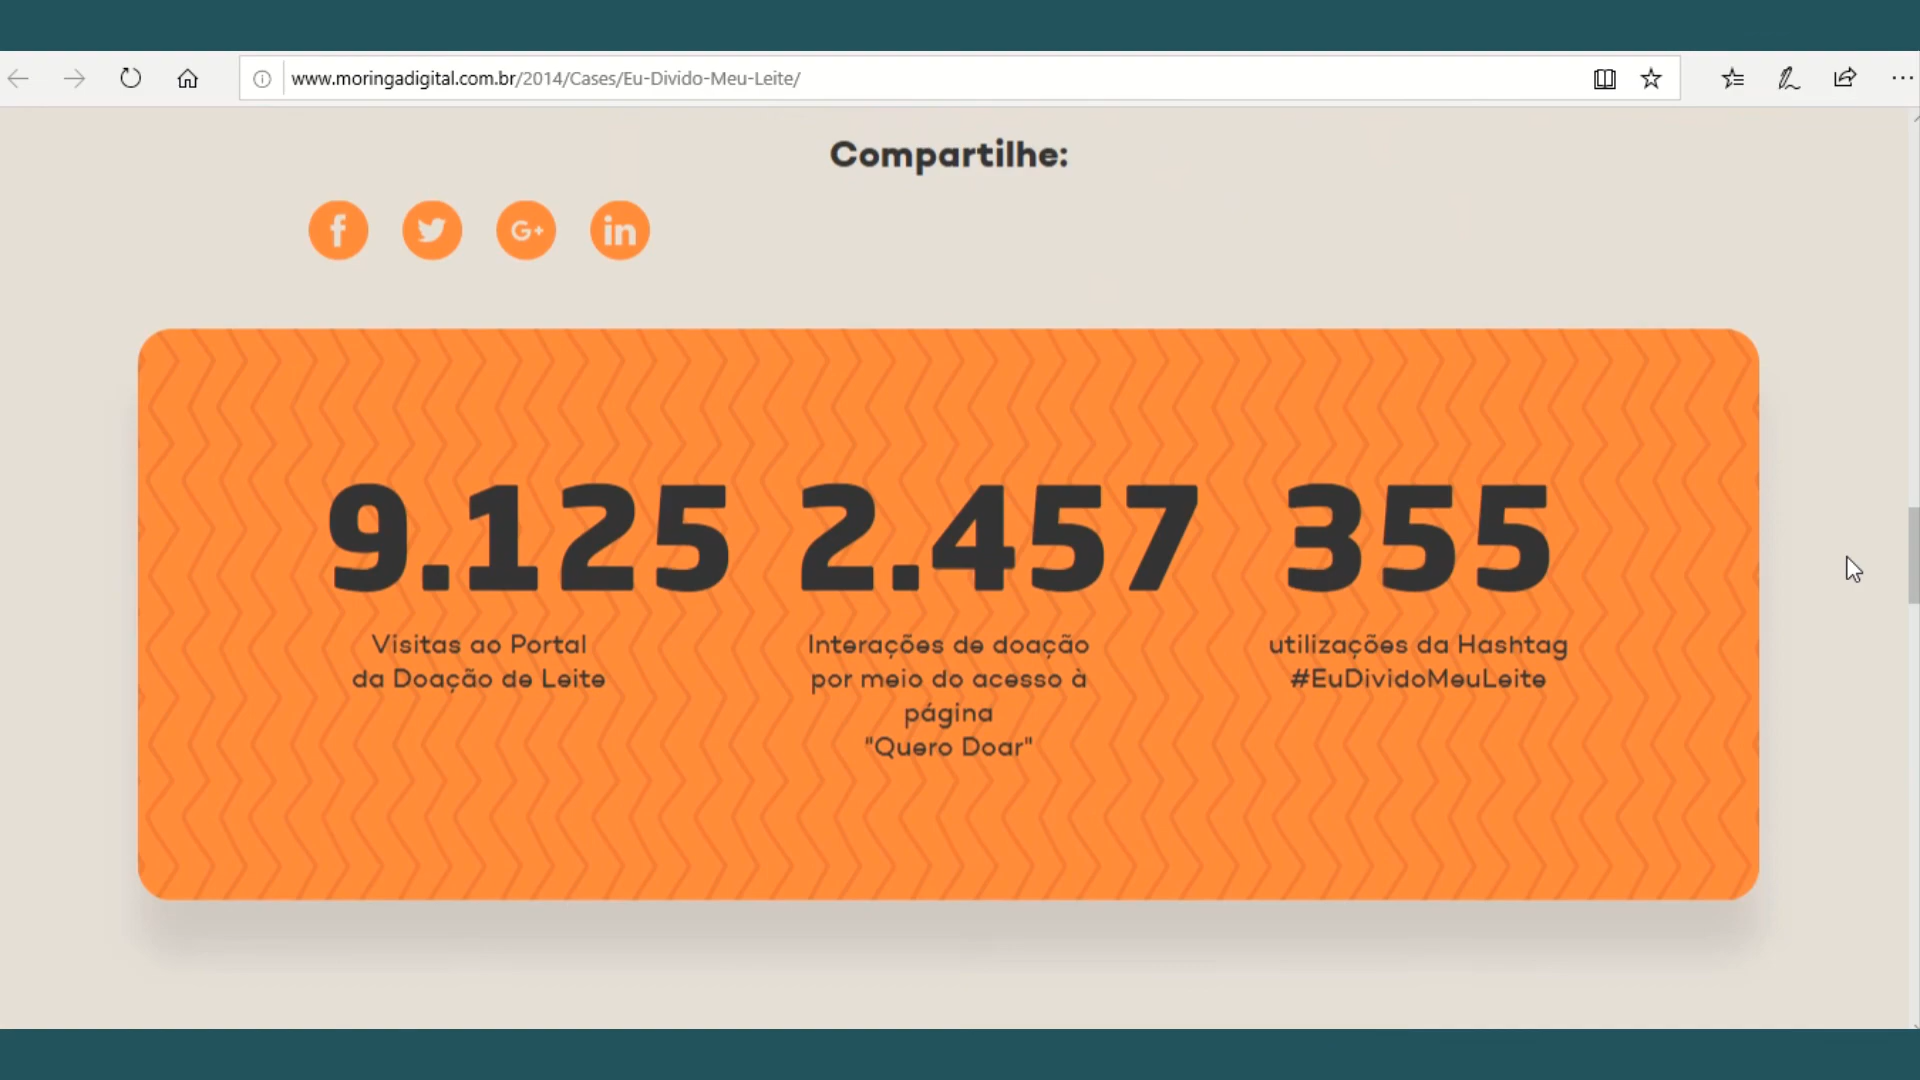 www.moringadigital.com.br/2014/Cases/Eu-Divido-Meu-Leite/
Compartilhe:
f
G+
in
9.125
Visitas ao Portal
da Doação de Leite
2.457
Interações de doação
por meio do acesso à
página
"Quero Doar"
355
utilizações da Hashtag
#EuDividoMeuLeite